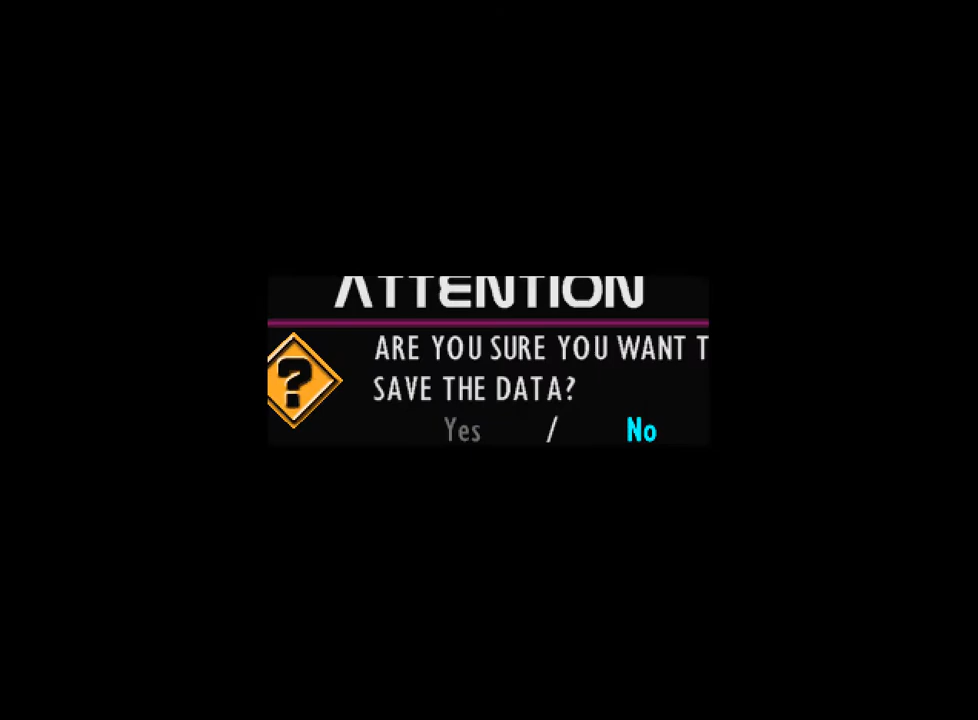 ATTENTION
ARE YOU SURE YOU WANT T
SAVE THE DATA?
Yes / No